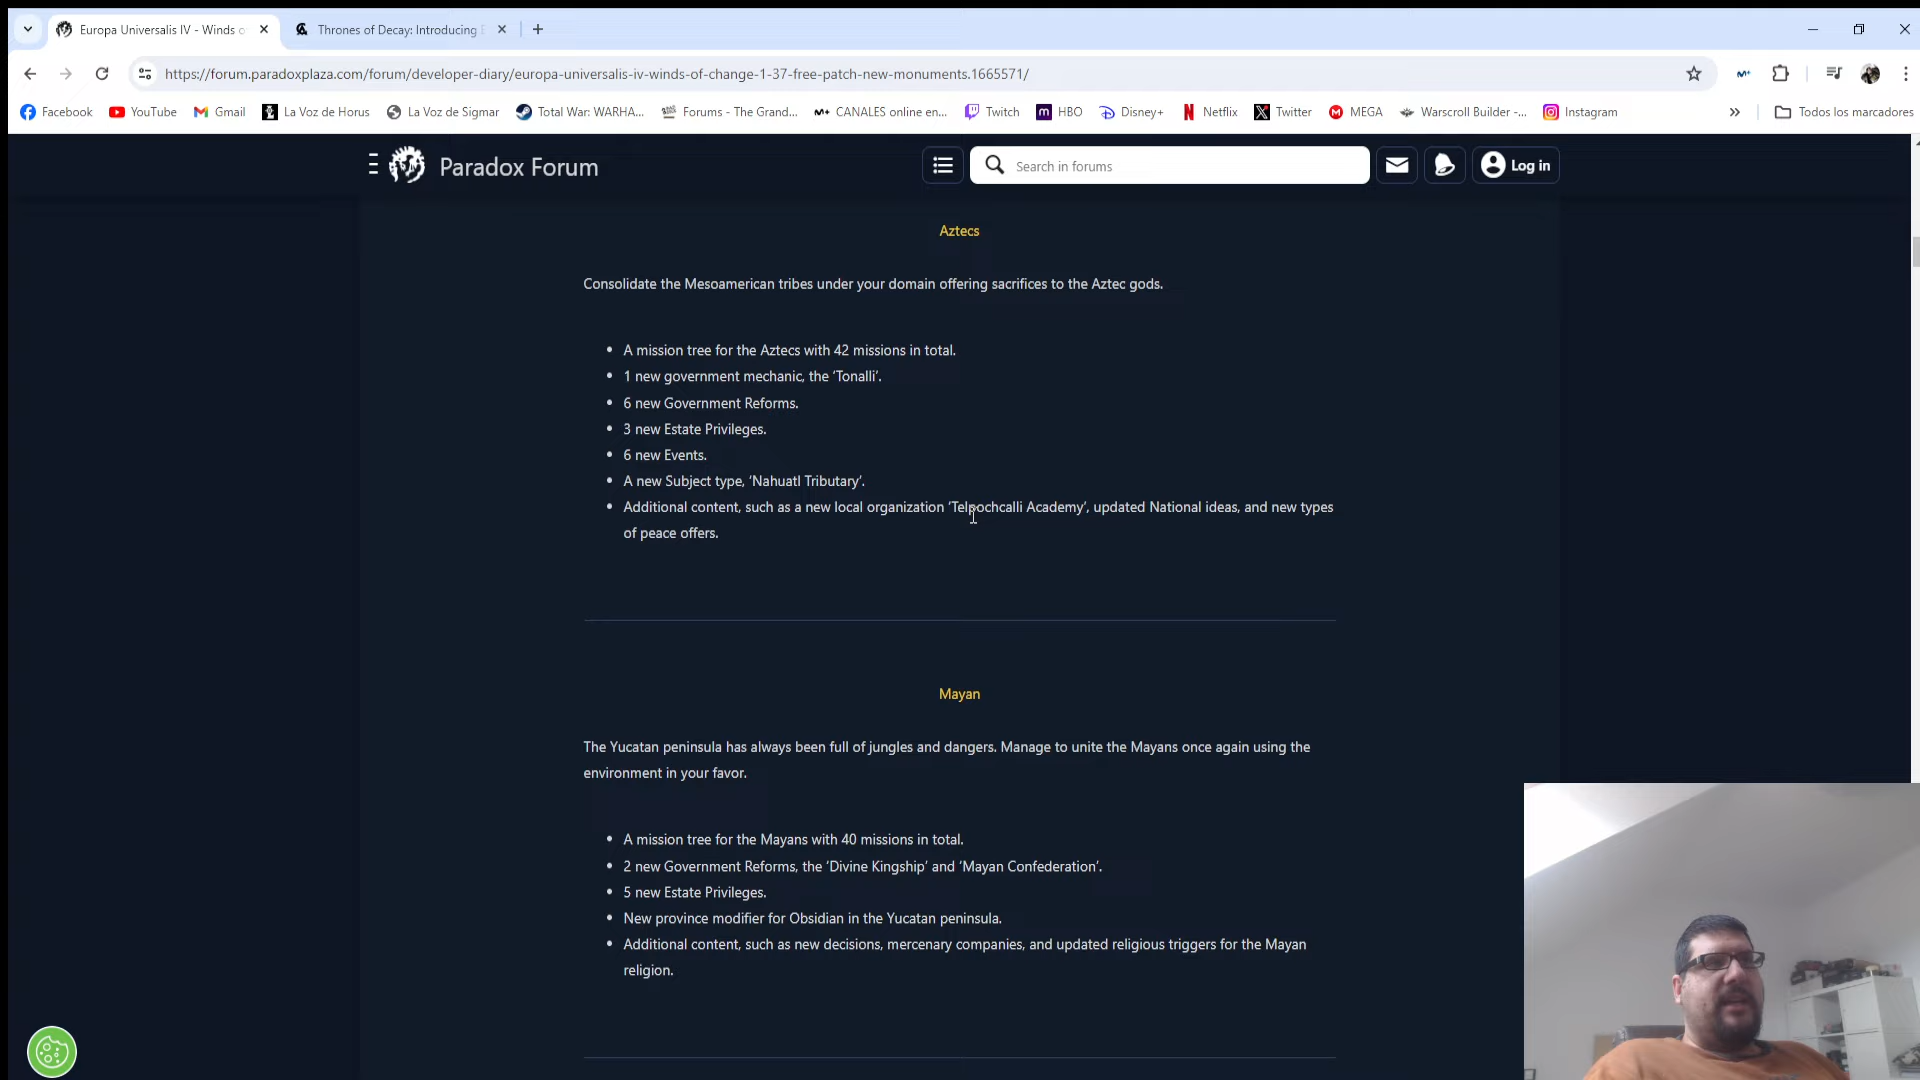 Europa Universalis IV - Winds o
Thrones of Decay: Introducing E
https://forum.paradoxplaza.com/forum/developer-diary/europa-universalis-iv-winds-of-change-1-37-free-patch-new-monuments.1665571/
Facebook YouTube Gmail La Voz de Horus La Voz de Sigmar Total War: WARHA... Forums - The Grand... CANALES online en... Twitch HBO Disney+ Netflix Twitter MEGA Warscroll Builder -... Instagram » Todos los marcadores
Paradox Forum Search in forums Log in
Aztecs
Consolidate the Mesoamerican tribes under your domain offering sacrifices to the Aztec gods.
• A mission tree for the Aztecs with 42 missions in total.
• 1 new government mechanic, the ‘Tonalli’.
• 6 new Government Reforms.
• 3 new Estate Privileges.
• 6 new Events.
• A new Subject type, ‘Nahuatl Tributary’.
• Additional content, such as a new local organization ‘Telpochcalli Academy’, updated National ideas, and new types
of peace offers.
Mayan
The Yucatan peninsula has always been full of jungles and dangers. Manage to unite the Mayans once again using the
environment in your favor.
• A mission tree for the Mayans with 40 missions in total.
• 2 new Government Reforms, the ‘Divine Kingship’ and ‘Mayan Confederation’.
• 5 new Estate Privileges.
• New province modifier for Obsidian in the Yucatan peninsula.
• Additional content, such as new decisions, mercenary companies, and updated religious triggers for the Mayan
religion.